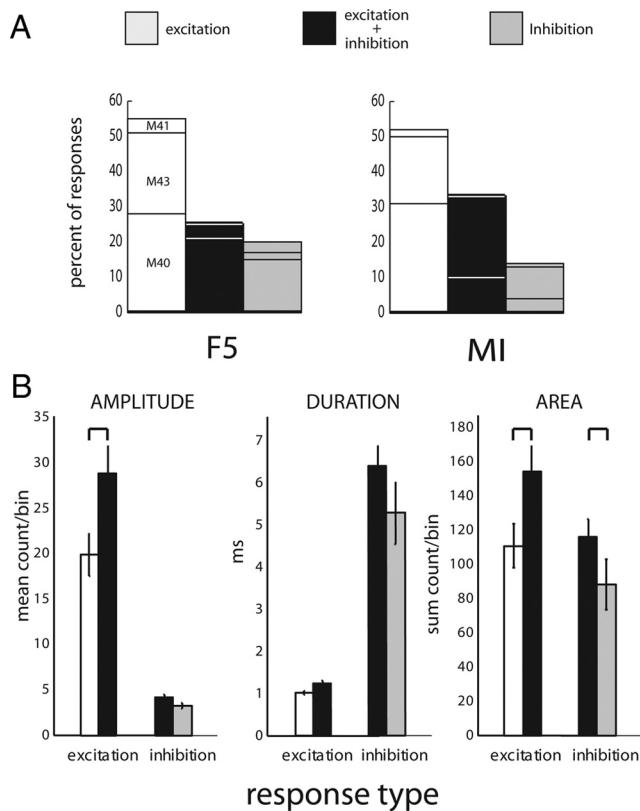 A
excitation
excitation
+
inhibition
Inhibition
percent of responses
60
50
40
30
20
10
0
M41
M43
M40
F5
60
50
40
30
20
10
0
MI
B
AMPLITUDE
mean count/bin
35
30
25
20
15
10
5
0
excitation inhibition
DURATION
ms
7
6
5
4
3
2
1
0
excitation inhibition
AREA
sum count/bin
180
160
140
120
100
80
60
40
20
0
excitation inhibition
response type